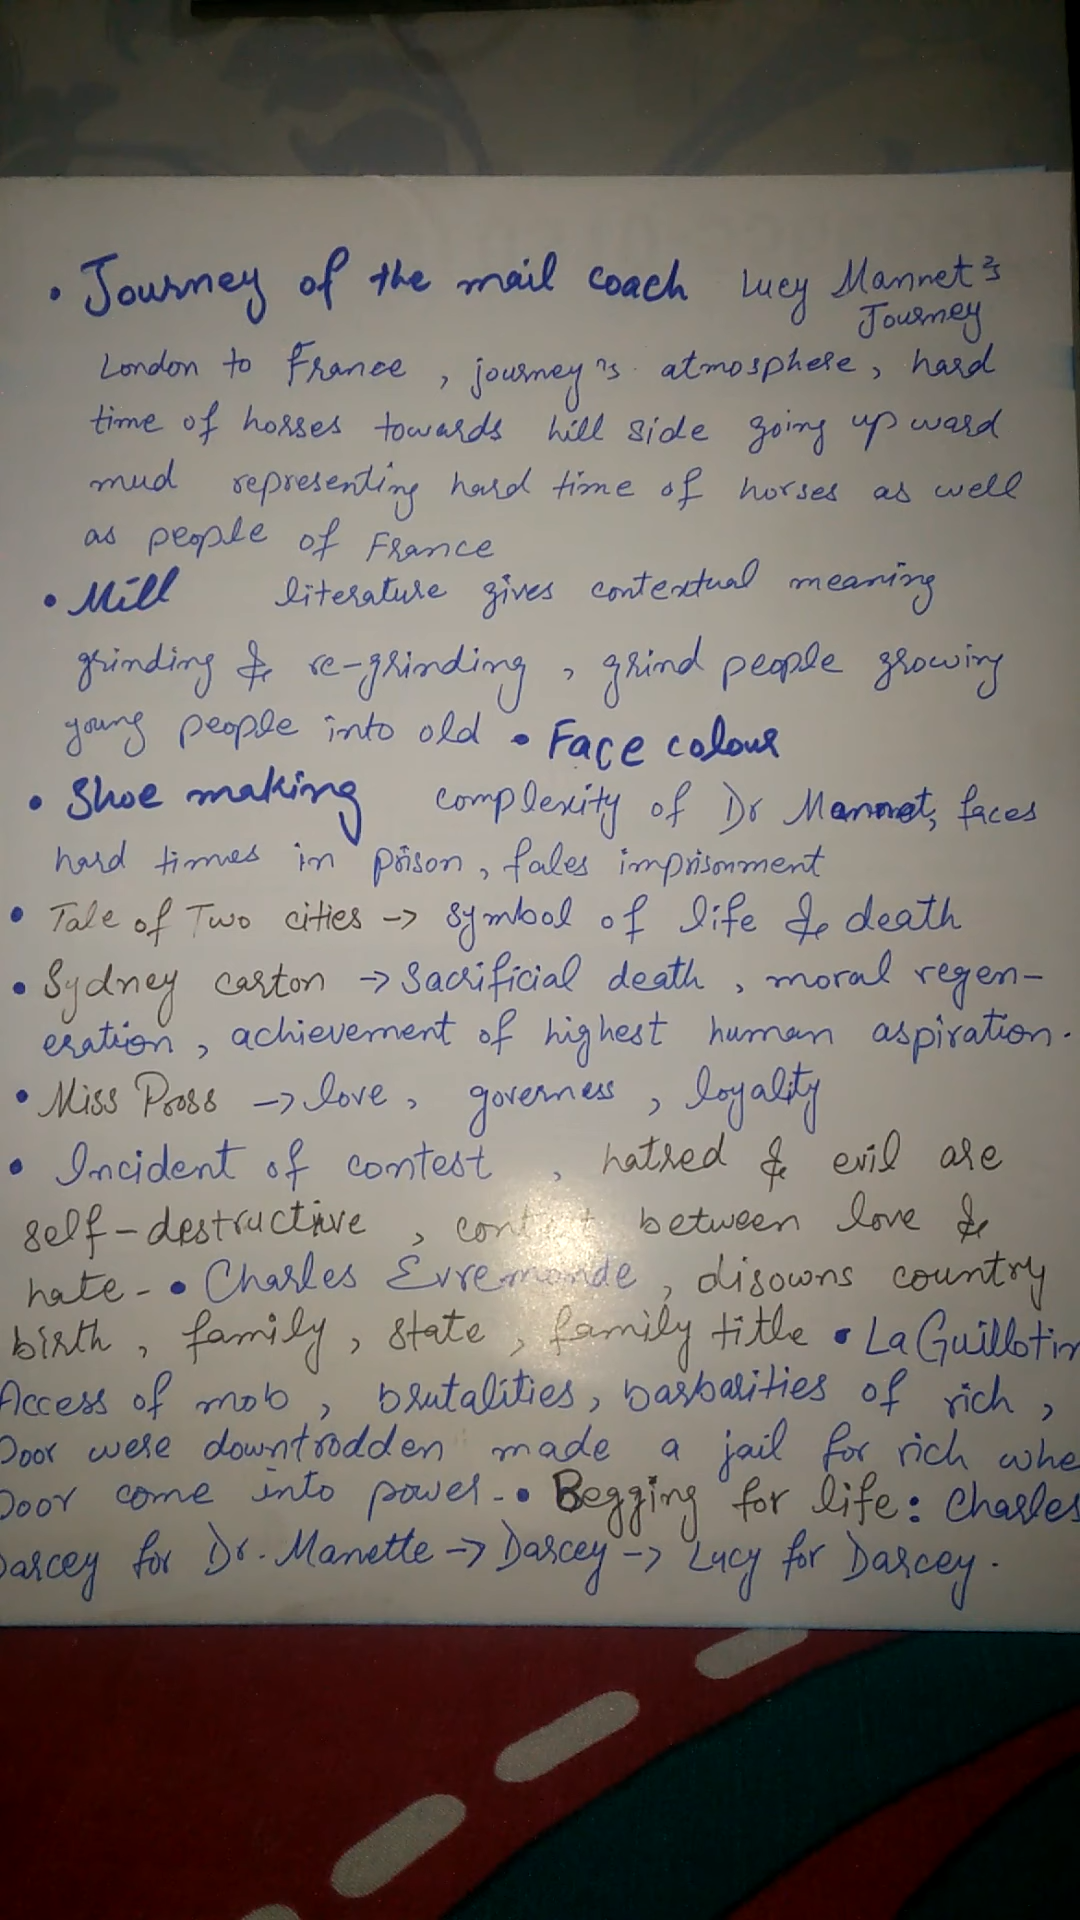 • Journey of the mail coach Lucy Mannet's
Journey
London to France, journey's atmosphere, hard
time of horses towards hill side going upward
mud representing hard time of horses as well
as people of France
• Mill literature gives contextual meaning
grinding & re-grinding, grind people growing
young people into old • Face colour
• Shoe making complexity of Dr Mannet, faces
hard times in prison, fales imprisonment
• Tale of Two cities -> symbol of life & death
• Sydney carton -> Sacrificial death, moral regen-
eration, achievement of highest human aspiration.
• Miss Pross -> love, governess, loyality
• Incident of contest, hatred & evil are
self-destructive, between love &
hate - • Charles Evremonde, disowns country
birth, family, state, family title • La Guillotin
Access of mob, brutalities, barbarities of rich,
Poor were downtrodden made a jail for rich whe
Poor come into power - • Begging for life: Charles
Darcey for Dr. Manette -> Darcey -> Lucy for Darcey.